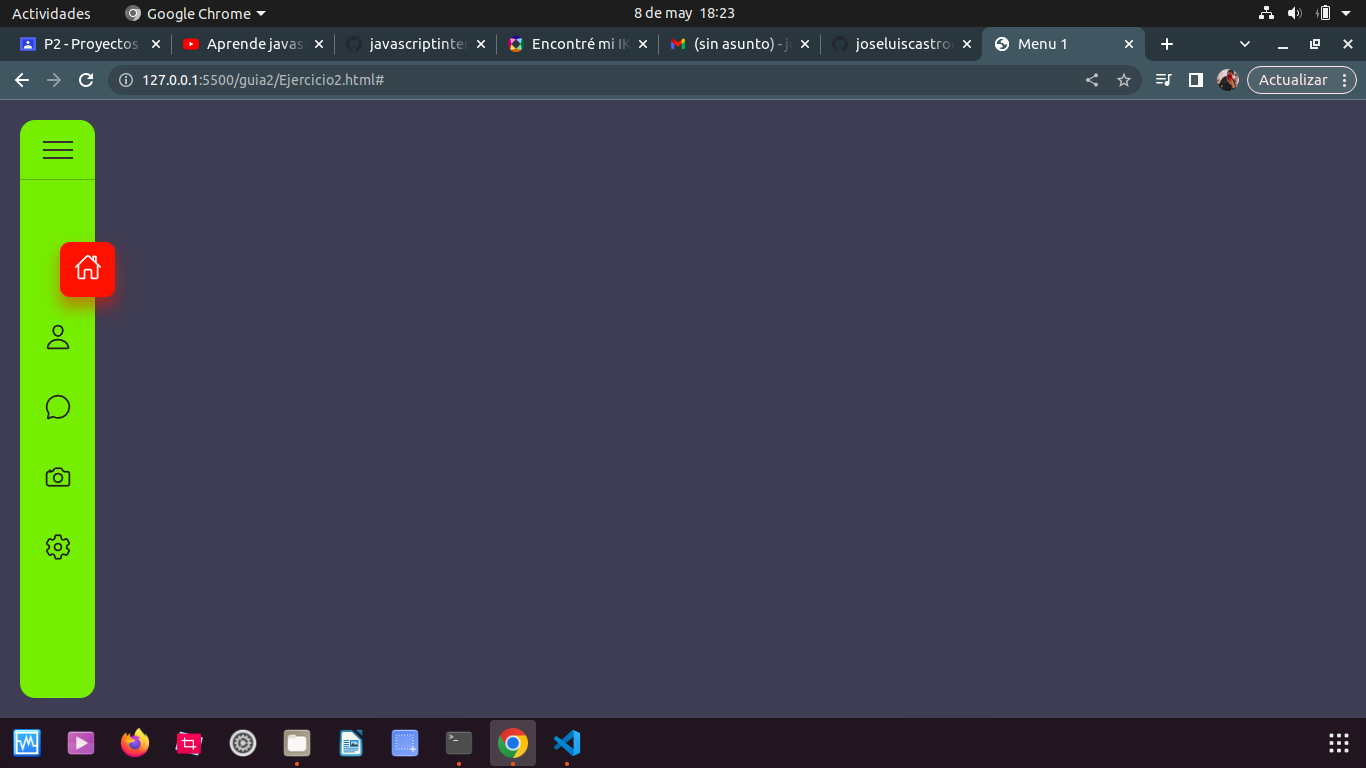 Actividades Google Chrome 8 de may 18:23
P2 - Proyectos Aprende javas javascriptinte Encontré mi IK (sin asunto) - j joseluiscastro Menu 1
127.0.0.1:5500/guia2/Ejercicio2.html# Actualizar